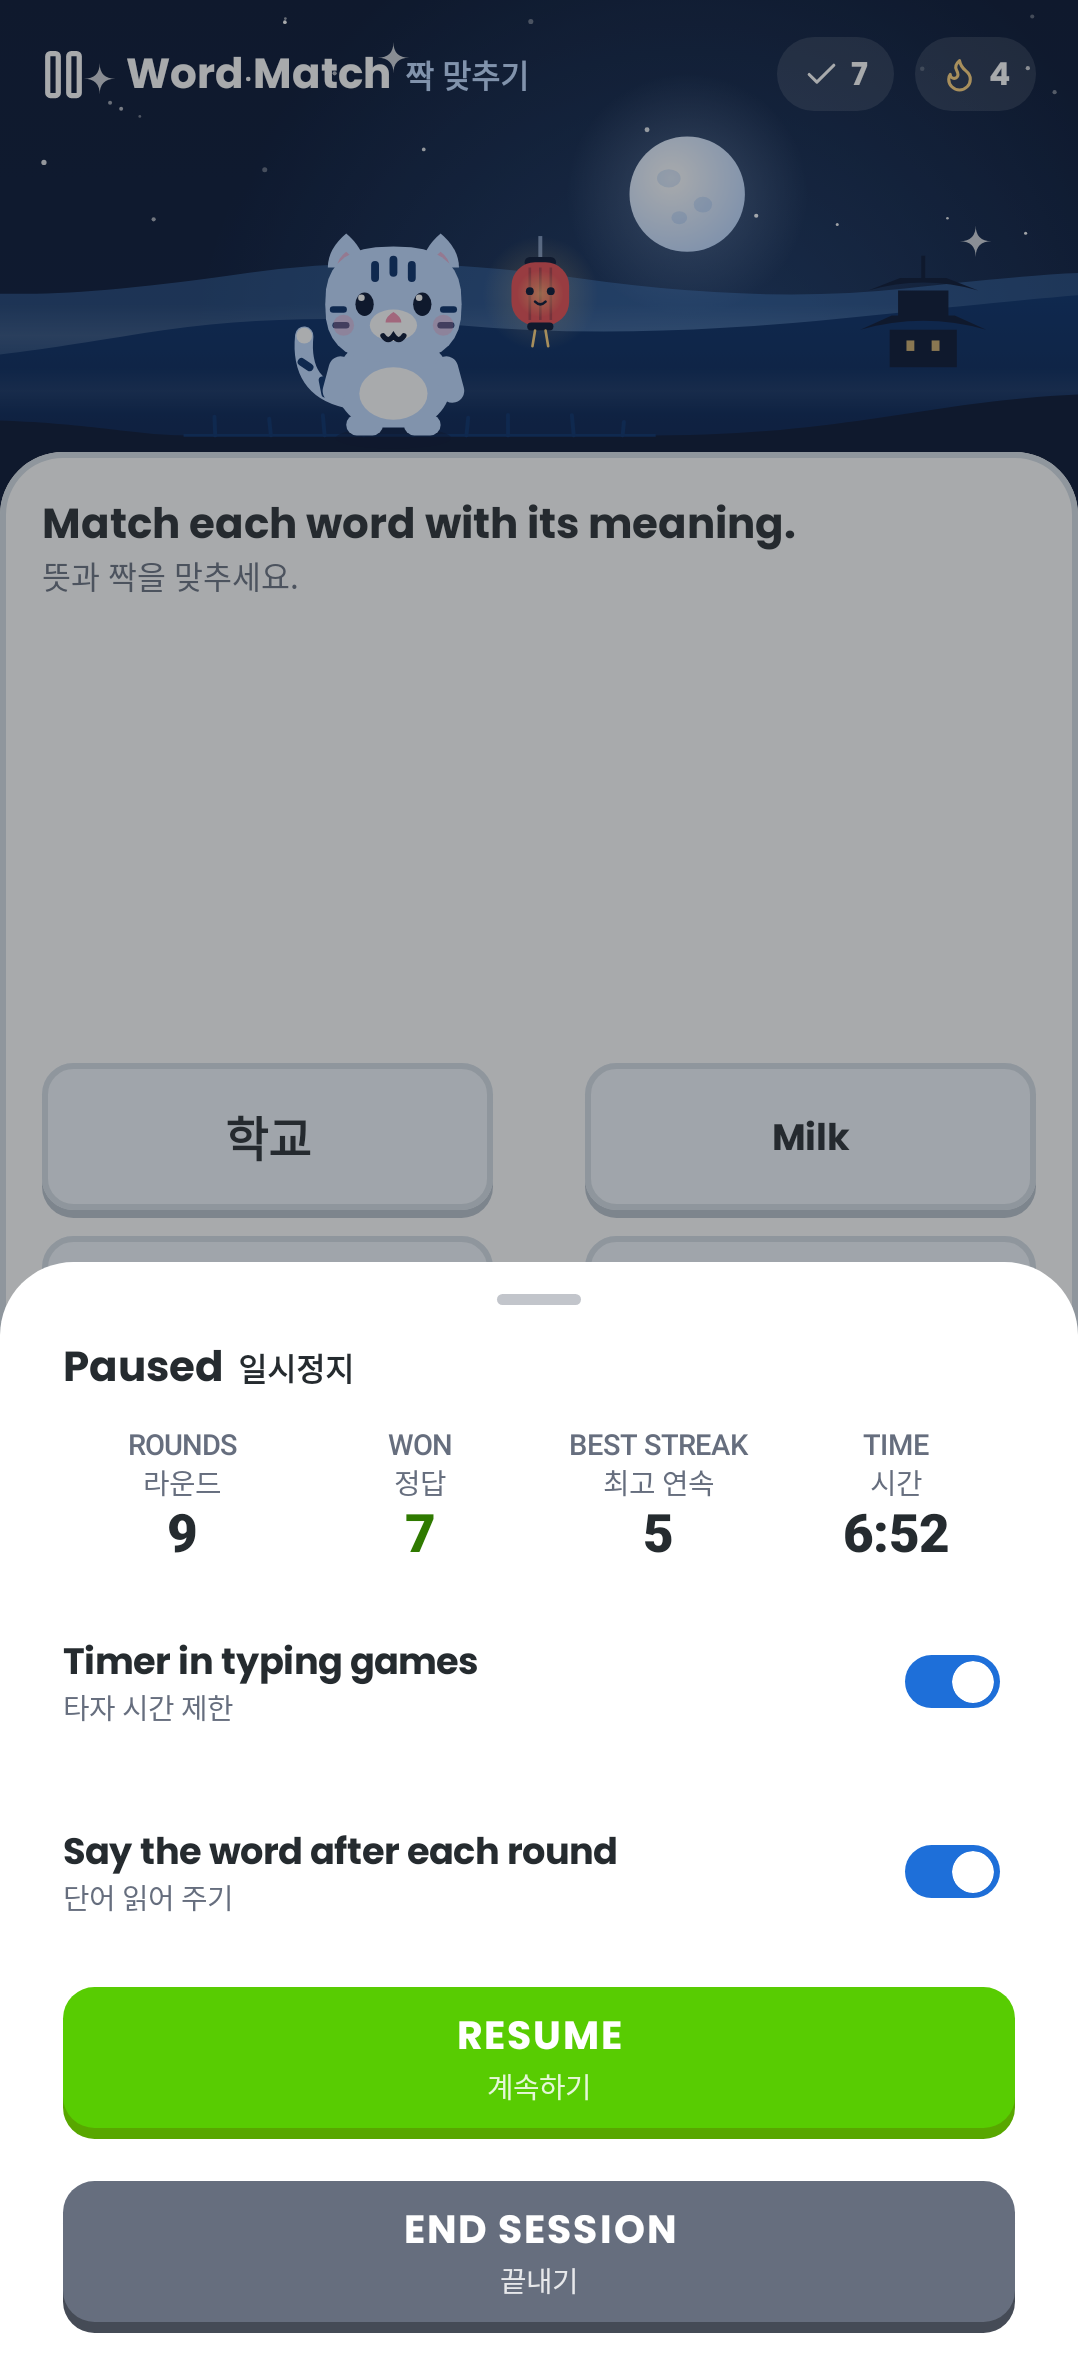 Word Match 짝 맞추기
7
4
Match each word with its meaning.
뜻과 짝을 맞추세요.
학교
Milk
Paused 일시정지
ROUNDS WON BEST STREAK TIME
라운드 정답 최고 연속 시간
9 7 5 6:52
Timer in typing games
타자 시간 제한
Say the word after each round
단어 읽어 주기
RESUME
계속하기
END SESSION
끝내기